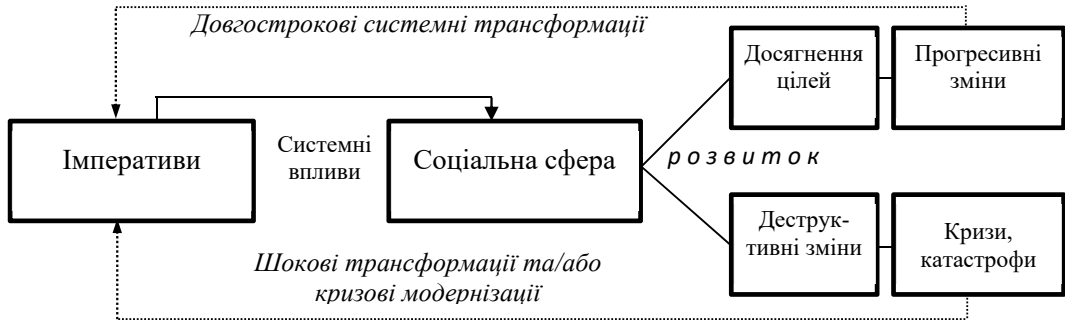 Довгострокові системні трансформації
Досягнення
цілей
Прогресивні
зміни
Імперативи
Системні
впливи
Соціальна сфера
р о з в и т о к
Деструк-
тивні зміни
Кризи,
катастрофи
Шокові трансформації та/або
кризові модернізації